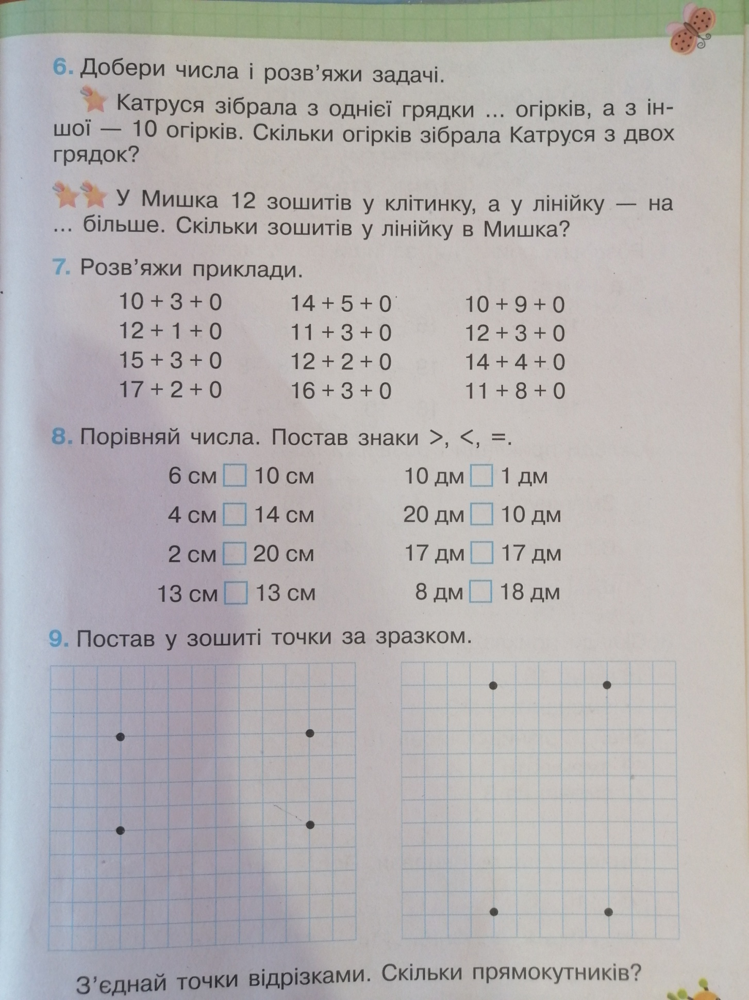 6. Добери числа і розв’яжи задачі.
Катруся зібрала з однієї грядки ... огірків, а з ін-
шої — 10 огірків. Скільки огірків зібрала Катруся з двох
грядок?
У Мишка 12 зошитів у клітинку, а у лінійку — на
... більше. Скільки зошитів у лінійку в Мишка?
7. Розв’яжи приклади.
10 + 3 + 0 14 + 5 + 0 10 + 9 + 0
12 + 1 + 0 11 + 3 + 0 12 + 3 + 0
15 + 3 + 0 12 + 2 + 0 14 + 4 + 0
17 + 2 + 0 16 + 3 + 0 11 + 8 + 0
8. Порівняй числа. Постав знаки >, <, =.
6 см □ 10 см 10 дм □ 1 дм
4 см □ 14 см 20 дм □ 10 дм
2 см □ 20 см 17 дм □ 17 дм
13 см □ 13 см 8 дм □ 18 дм
9. Постав у зошиті точки за зразком.
З’єднай точки відрізками. Скільки прямокутників?